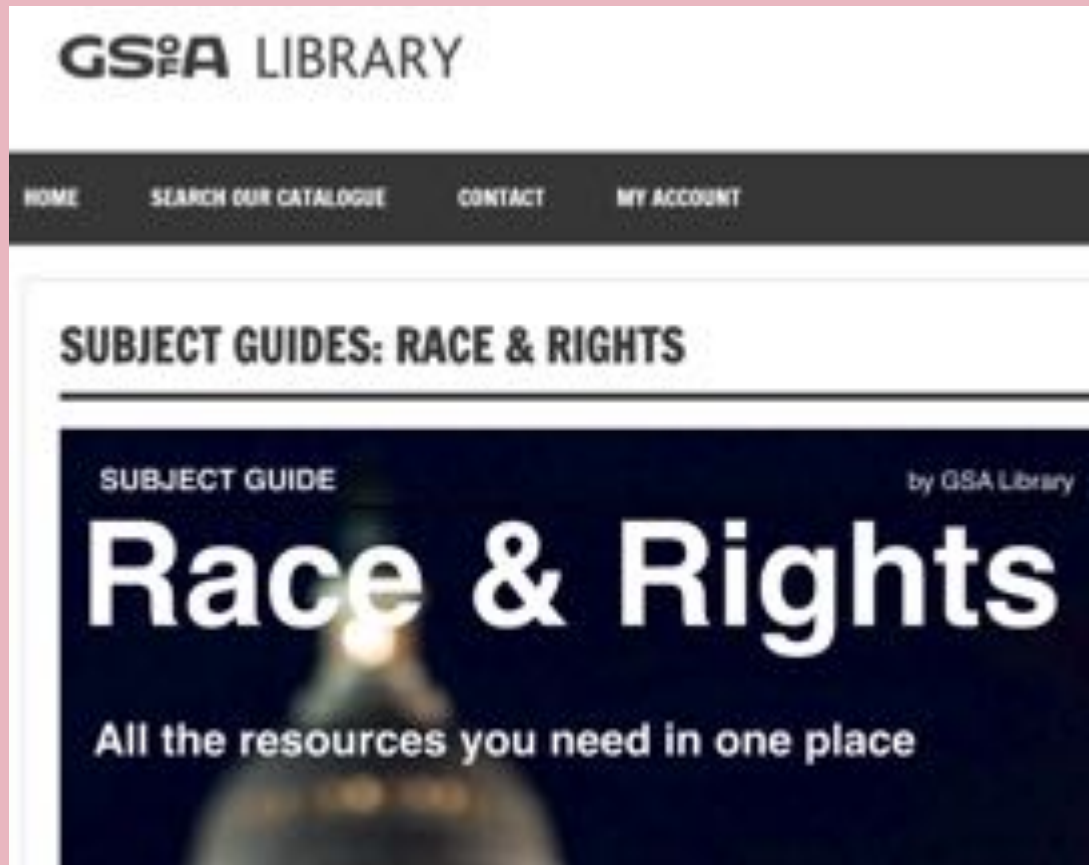 GSofA LIBRARY
HOME SEARCH OUR CATALOGUE CONTACT MY ACCOUNT
SUBJECT GUIDES: RACE & RIGHTS
SUBJECT GUIDE by GSA Library
Race & Rights
All the resources you need in one place